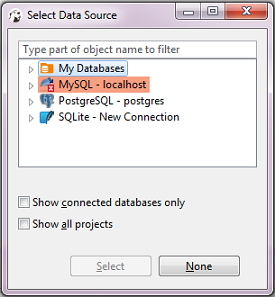 Select Data Source
Type part of object name to filter
My Databases
MySQL - localhost
PostgreSQL - postgres
SQLite - New Connection
Show connected databases only
Show all projects
Select
None